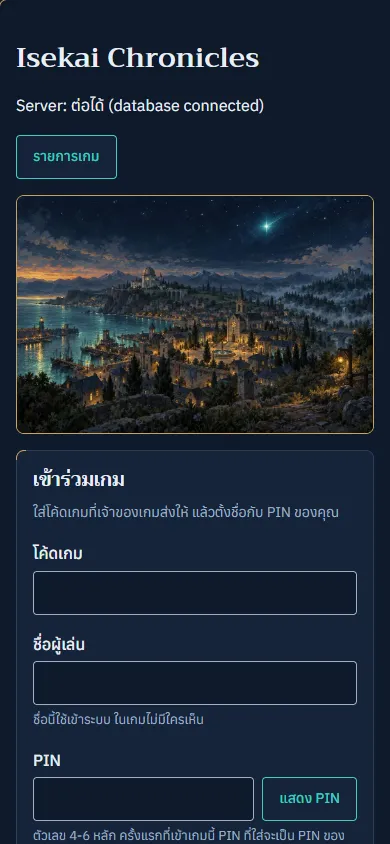 Isekai Chronicles
Server: ต่อได้ (database connected)
รายการเกม
เข้าร่วมเกม
ใส่โค้ดเกมที่เจ้าของเกมส่งให้ แล้วตั้งชื่อกับ PIN ของคุณ
โค้ดเกม
ชื่อผู้เล่น
ชื่อนี้ใช้เข้าระบบ ในเกมไม่มีใครเห็น
PIN
แสดง PIN
ตัวเลข 4-6 หลัก ครั้งแรกที่เข้าเกมนี้ PIN ที่ใส่จะเป็น PIN ของ